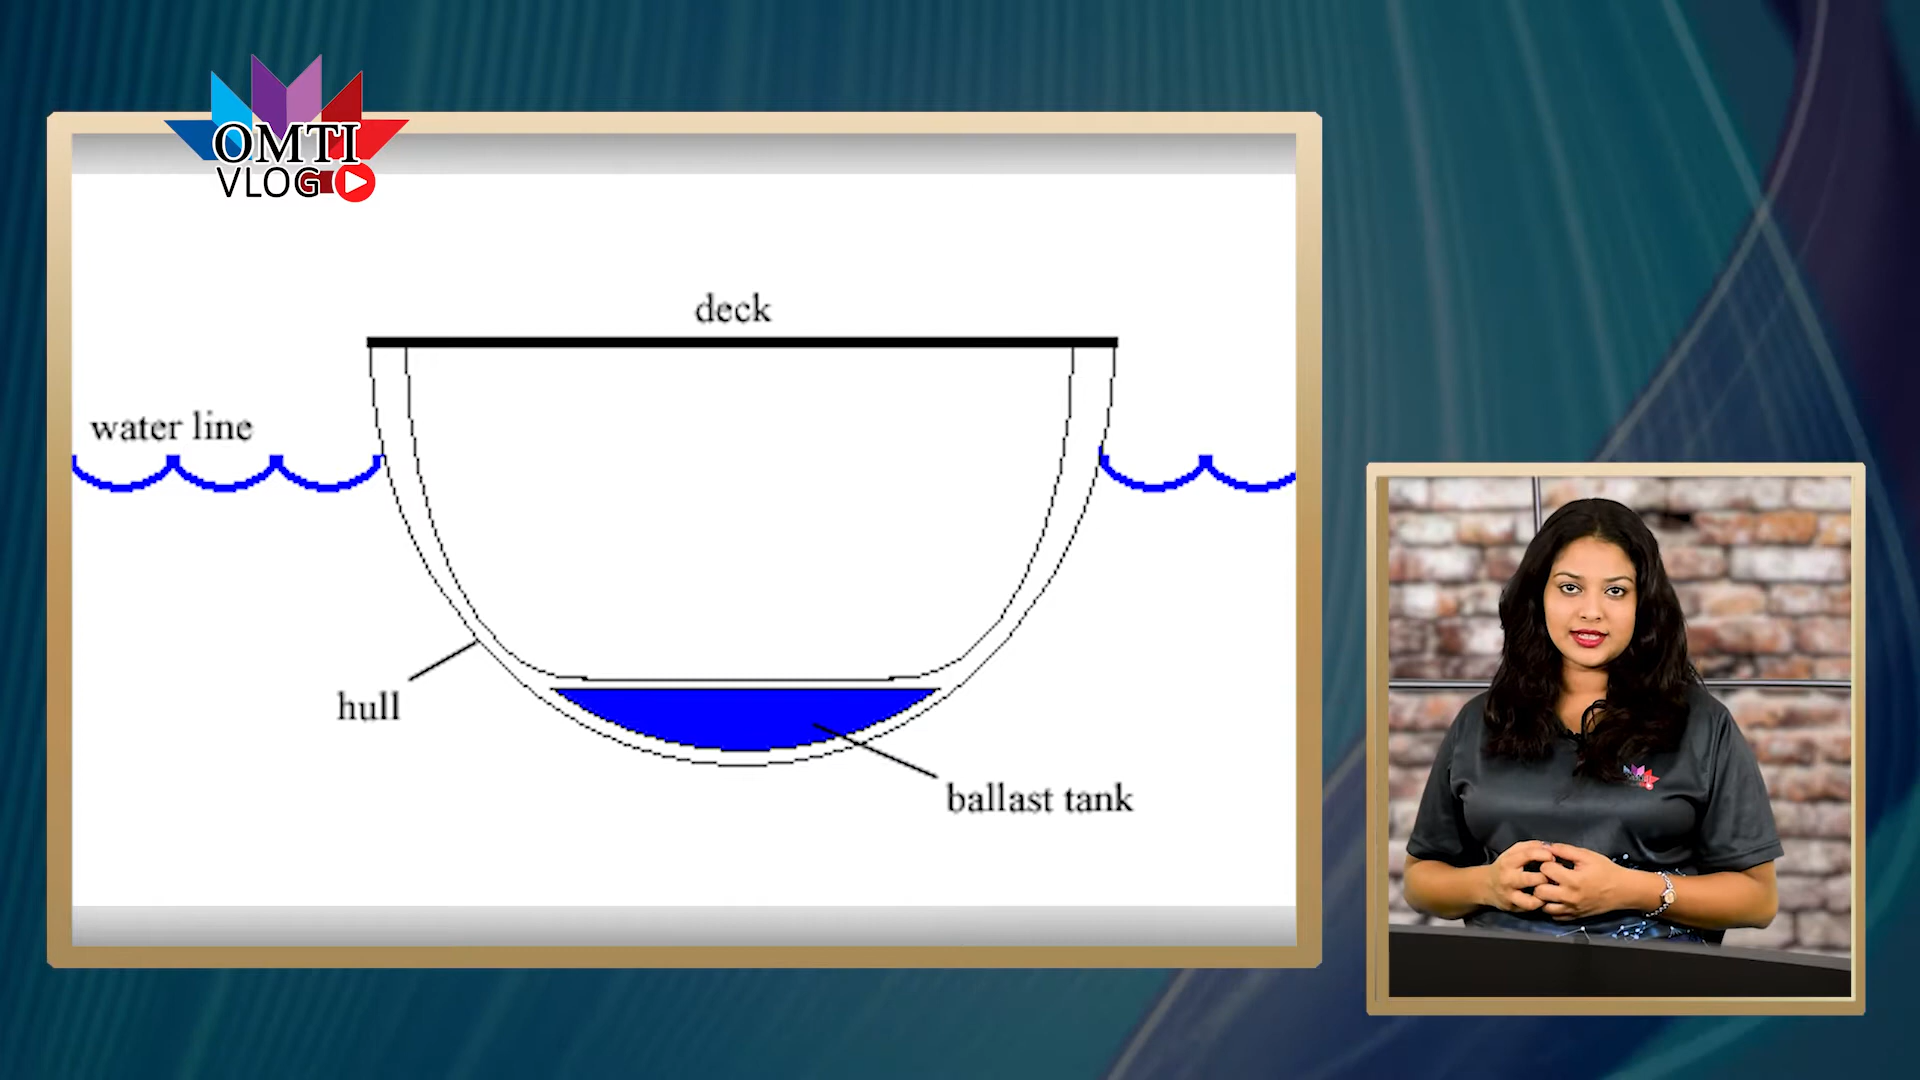 OMTI
VLOG
deck
water line
hull
ballast tank